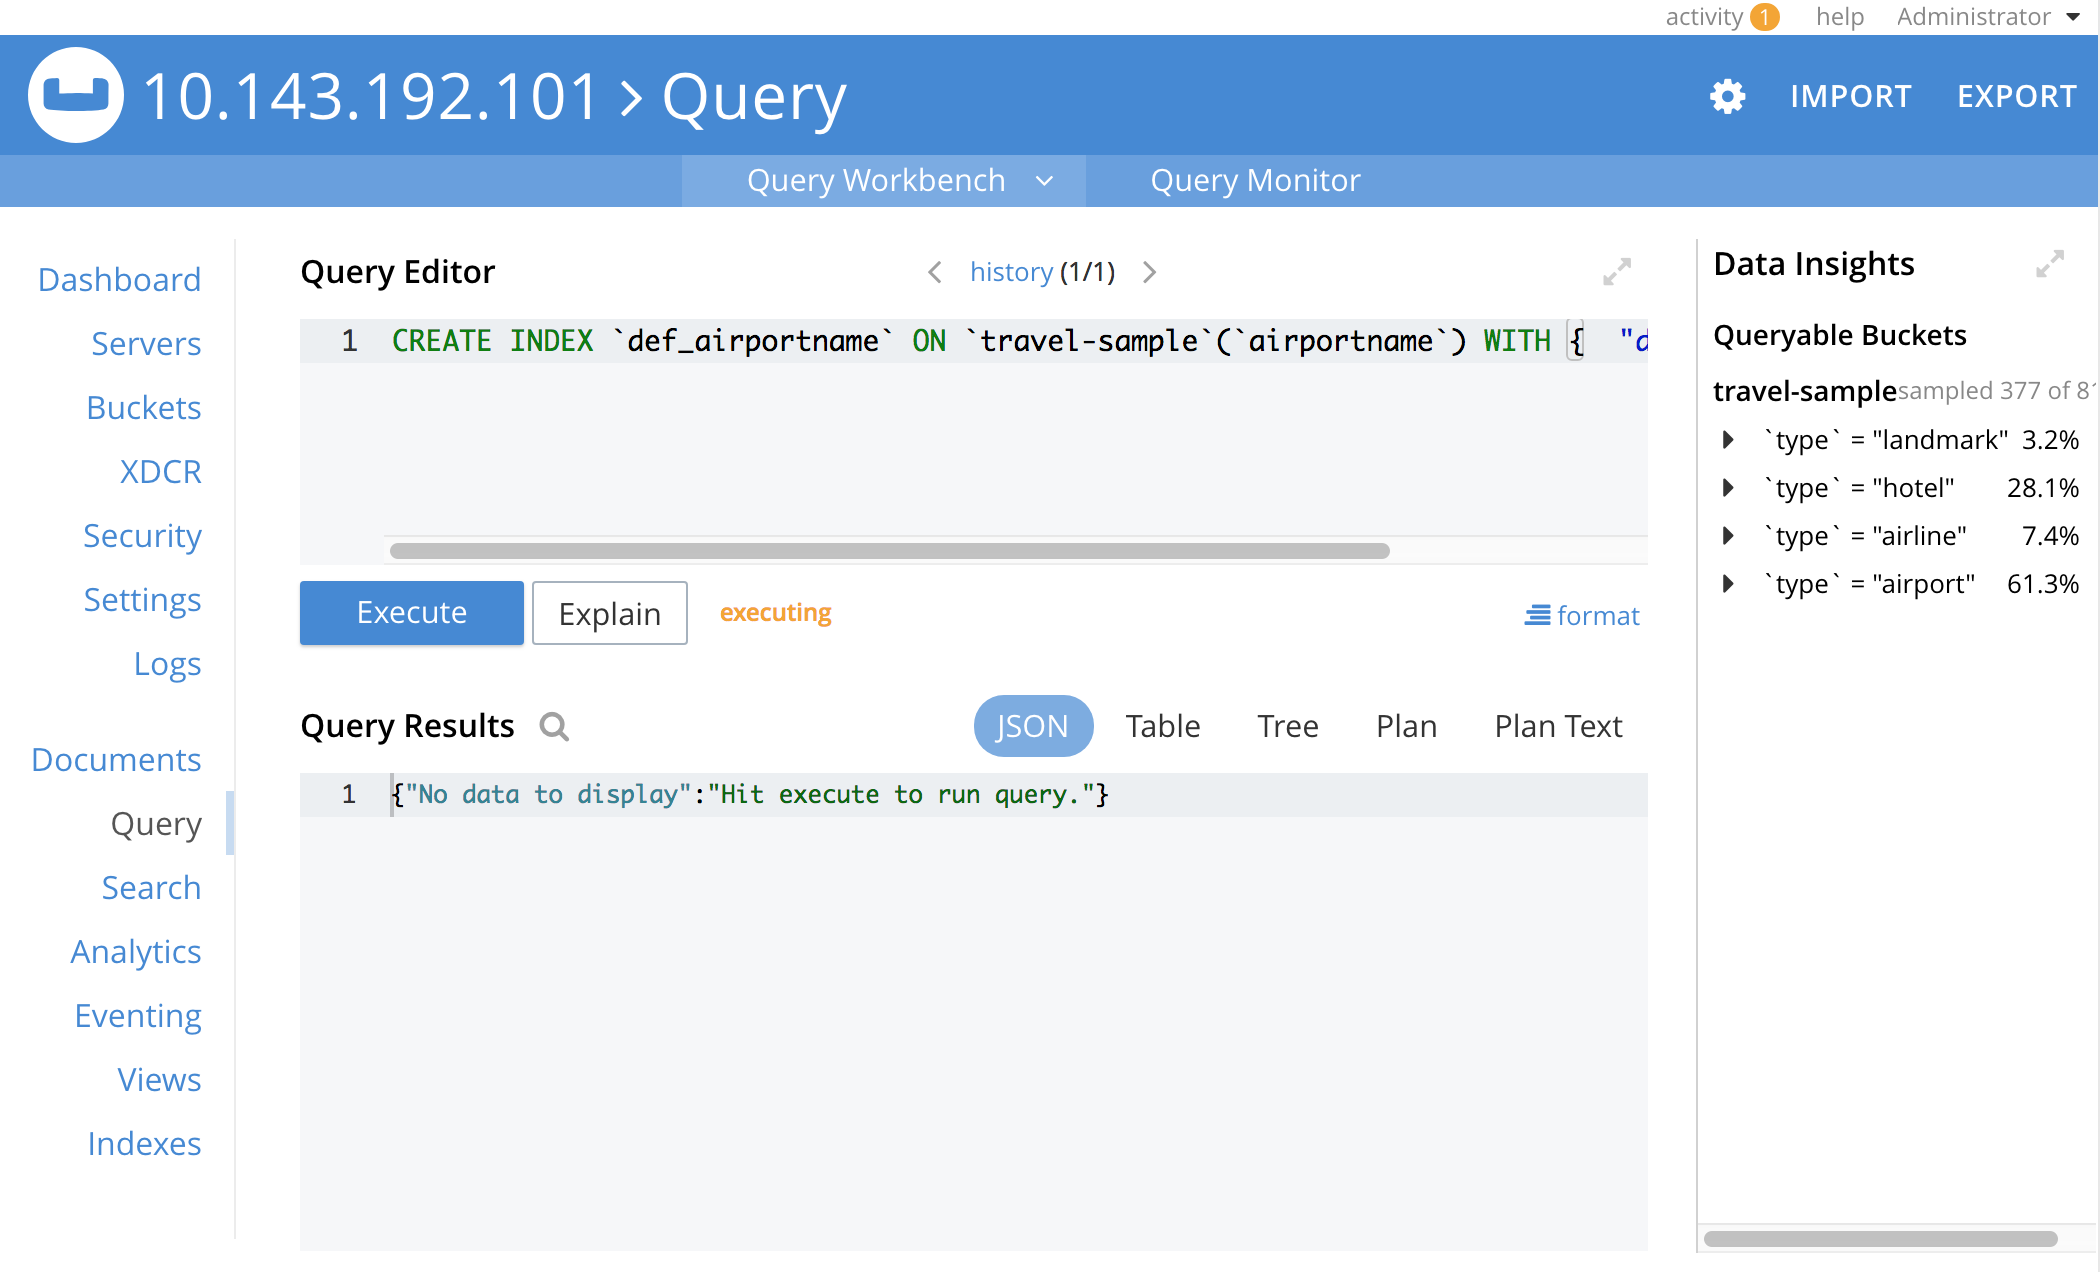 activity 1 help Administrator
10.143.192.101 > Query
IMPORT EXPORT
Query Workbench Query Monitor
Dashboard
Servers
Buckets
XDCR
Security
Settings
Logs
Documents
Query
Search
Analytics
Eventing
Views
Indexes
Query Editor
history (1/1)
1 CREATE INDEX `def_airportname` ON `travel-sample`(`airportname`) WITH { "d
Execute Explain executing format
Query Results
JSON Table Tree Plan Plan Text
1 {"No data to display":"Hit execute to run query."}
Data Insights
Queryable Buckets
travel-sample sampled 377 of 8
`type` = "landmark" 3.2%
`type` = "hotel" 28.1%
`type` = "airline" 7.4%
`type` = "airport" 61.3%